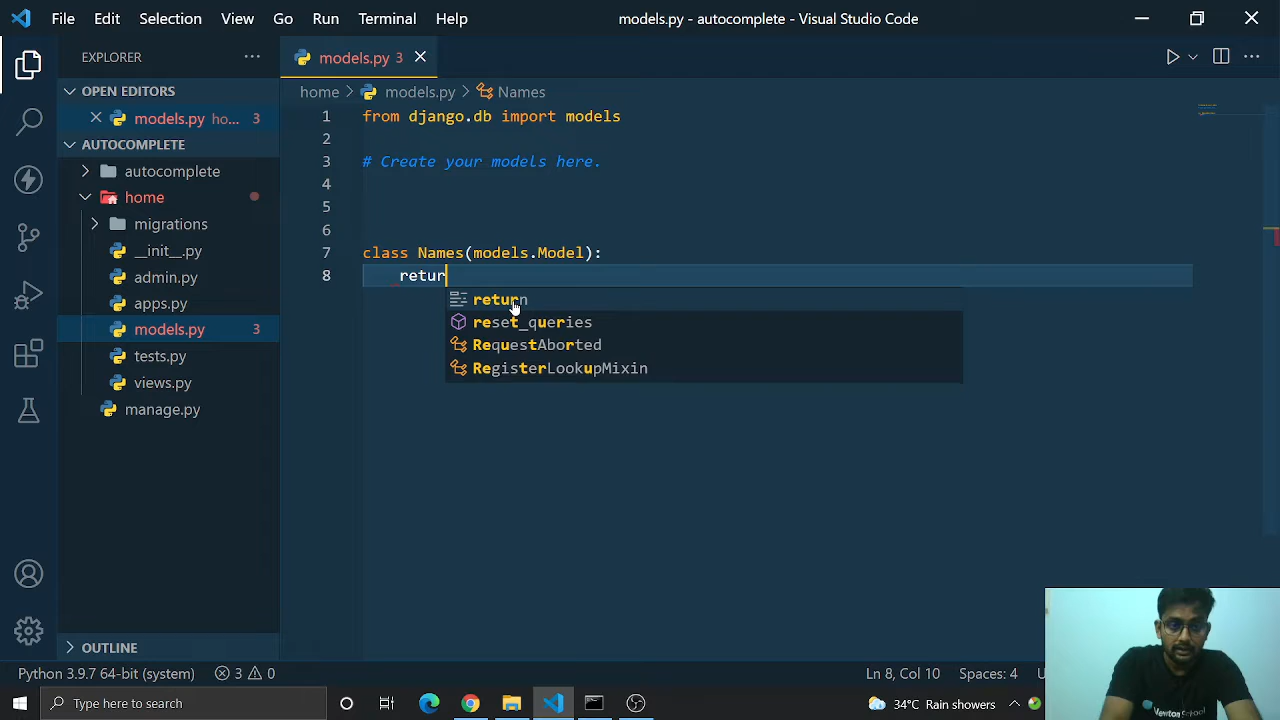 File Edit Selection View Go Run Terminal Help
models.py - autocomplete - Visual Studio Code
EXPLORER
OPEN EDITORS
models.py ho... 3
AUTOCOMPLETE
autocomplete
home
migrations
__init__.py
admin.py
apps.py
models.py 3
tests.py
views.py
manage.py
OUTLINE
models.py 3
home > models.py > Names
1 from django.db import models
2
3 # Create your models here.
4
5
6
7 class Names(models.Model):
8 retur
return
reset_queries
RequestAborted
RegisterLookupMixin
Newton School
Python 3.9.7 64-bit (system) 3 0 Ln 8, Col 10 Spaces: 4 U
Type here to search 34°C Rain showers